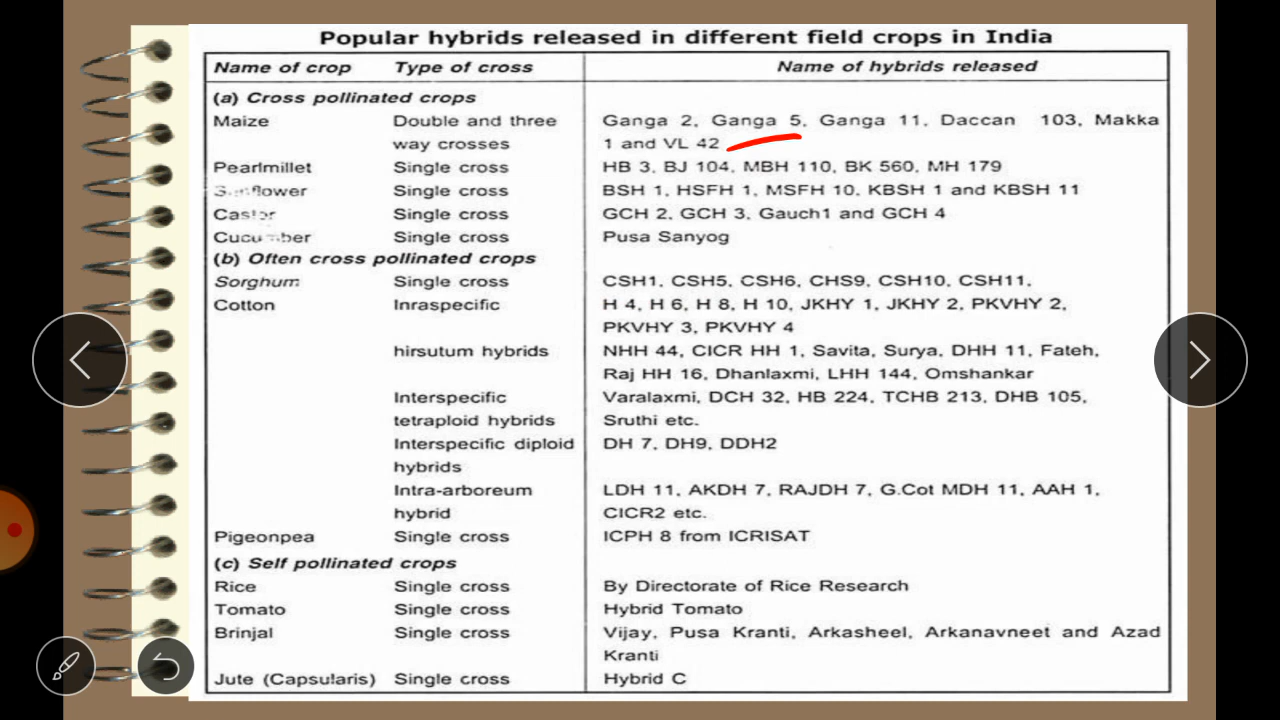 Popular hybrids released in different field crops in India
Name of crop Type of cross Name of hybrids released
(a) Cross pollinated crops
Maize Double and three Ganga 2, Ganga 5, Ganga 11, Daccan 103, Makka
way crosses 1 and VL 42
Pearlmillet Single cross HB 3, BJ 104, MBH 110, BK 560, MH 179
Single cross BSH 1, HSFH 1, MSFH 10, KBSH 1 and KBSH 11
Castor Single cross GCH 2, GCH 3, Gauch1 and GCH 4
Cucumber Single cross Pusa Sanyog
(b) Often cross pollinated crops
Sorghum Single cross CSH1, CSH5, CSH6, CHS9, CSH10, CSH11,
Cotton Inraspecific H 4, H 6, H 8, H 10, JKHY 1, JKHY 2, PKVHY 2,
PKVHY 3, PKVHY 4
hirsutum hybrids NHH 44, CICR HH 1, Savita, Surya, DHH 11, Fateh,
Raj HH 16, Dhanlaxmi, LHH 144, Omshankar
Interspecific Varalaxmi, DCH 32, HB 224, TCHB 213, DHB 105,
tetraploid hybrids Sruthi etc.
Interspecific diploid DH 7, DH9, DDH2
hybrids
Intra-arboreum LDH 11, AKDH 7, RAJDH 7, G.Cot MDH 11, AAH 1,
hybrid CICR2 etc.
Pigeonpea Single cross ICPH 8 from ICRISAT
(c) Self pollinated crops
Rice Single cross By Directorate of Rice Research
Tomato Single cross Hybrid Tomato
Brinjal Single cross Vijay, Pusa Kranti, Arkasheel, Arkanavneet and Azad
Kranti
Jute (Capsularis) Single cross Hybrid C